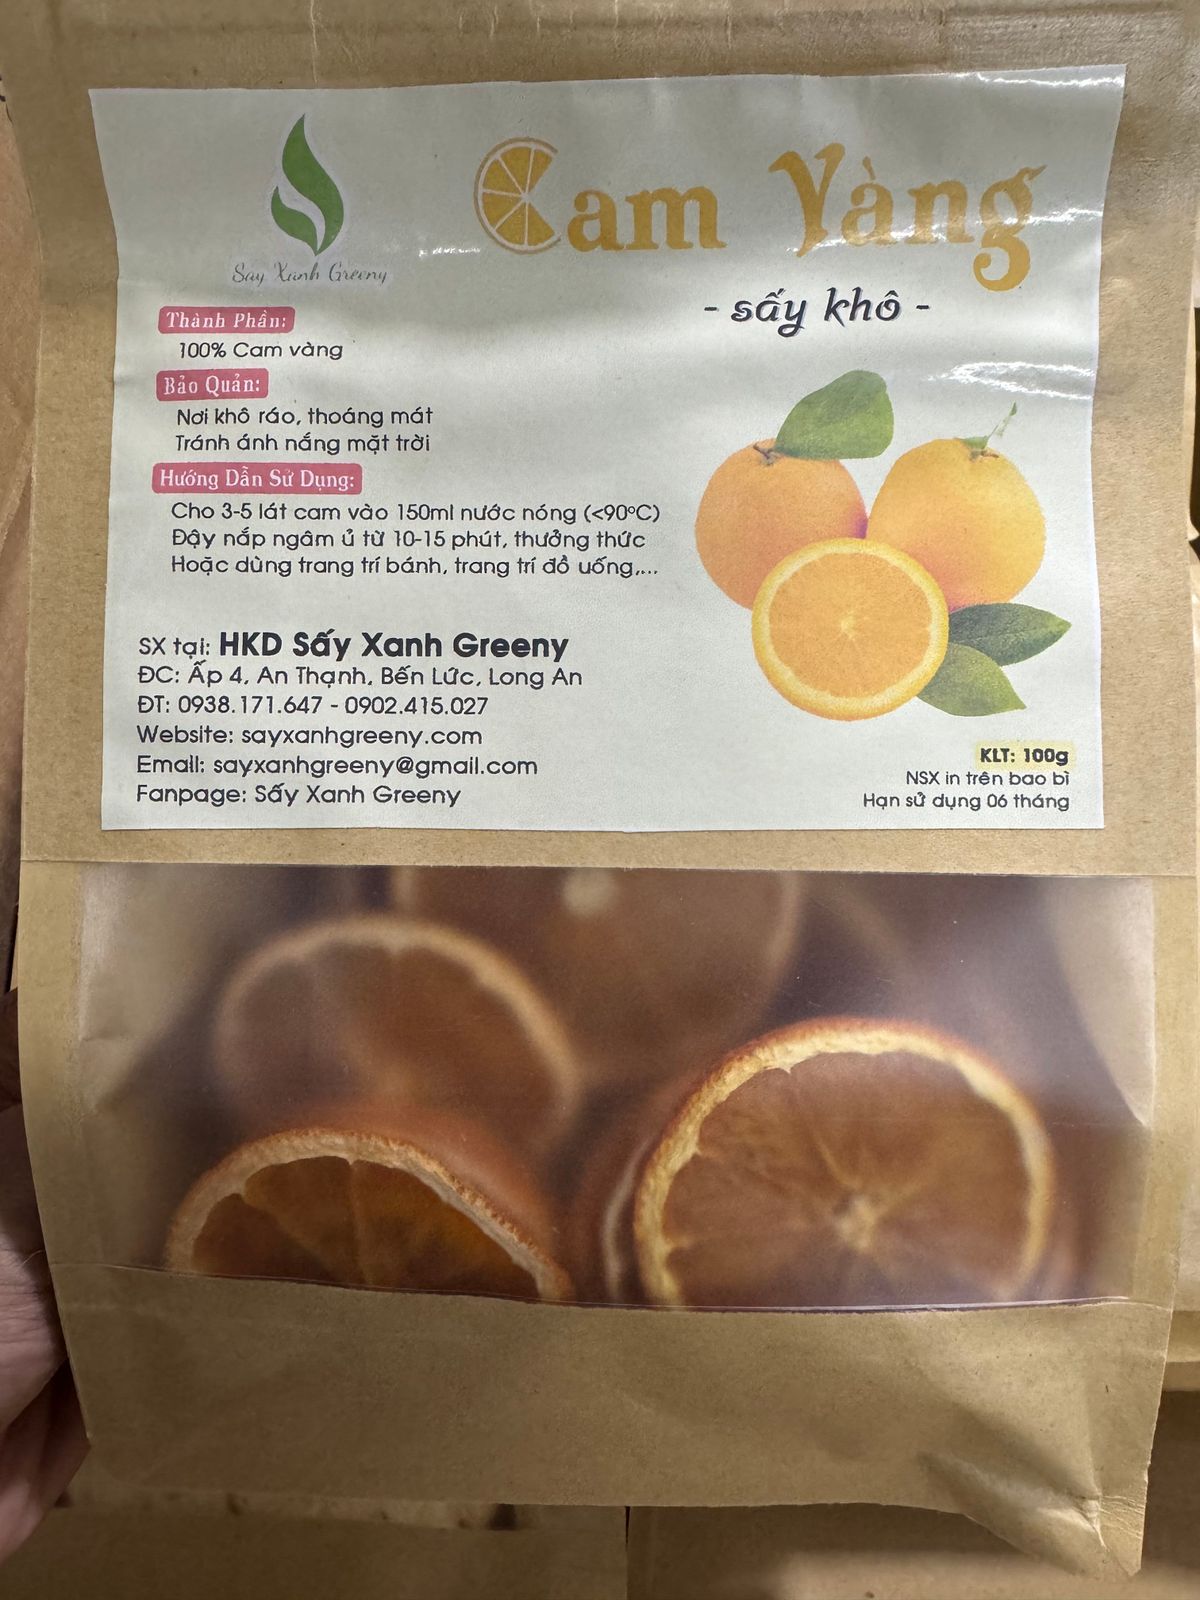 Cam Vàng
- sấy khô -
Sấy Xanh Greeny
Thành Phần:
100% Cam vàng
Bảo Quản:
Nơi khô ráo, thoáng mát
Tránh ánh nắng mặt trời
Hướng Dẫn Sử Dụng:
Cho 3-5 lát cam vào 150ml nước nóng (<90°C)
Đậy nắp ngâm ủ từ 10-15 phút, thưởng thức
Hoặc dùng trang trí bánh, trang trí đồ uống,...
SX tại: HKD Sấy Xanh Greeny
ĐC: Ấp 4, An Thạnh, Bến Lức, Long An
ĐT: 0938.171.647 - 0902.415.027
Website: sayxanhgreeny.com
Email: sayxanhgreeny@gmail.com
Fanpage: Sấy Xanh Greeny
KLT: 100g
NSX in trên bao bì
Hạn sử dụng 06 tháng